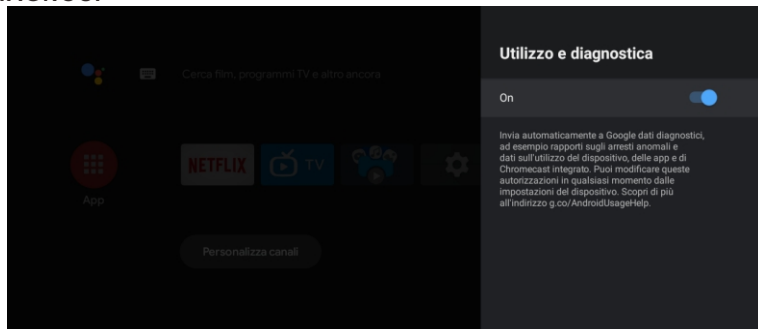 Cerca film, programmi TV e altro ancora
NETFLIX
TV
App
Personalizza canali
Utilizzo e diagnostica
On
Invia automaticamente a Google dati diagnostici,
ad esempio rapporti sugli arresti anomali e
dati sull'utilizzo del dispositivo, delle app e di
Chromecast integrato. Puoi modificare queste
autorizzazioni in qualsiasi momento dalle
impostazioni del dispositivo. Scopri di più
all'indirizzo g.co/AndroidUsageHelp.